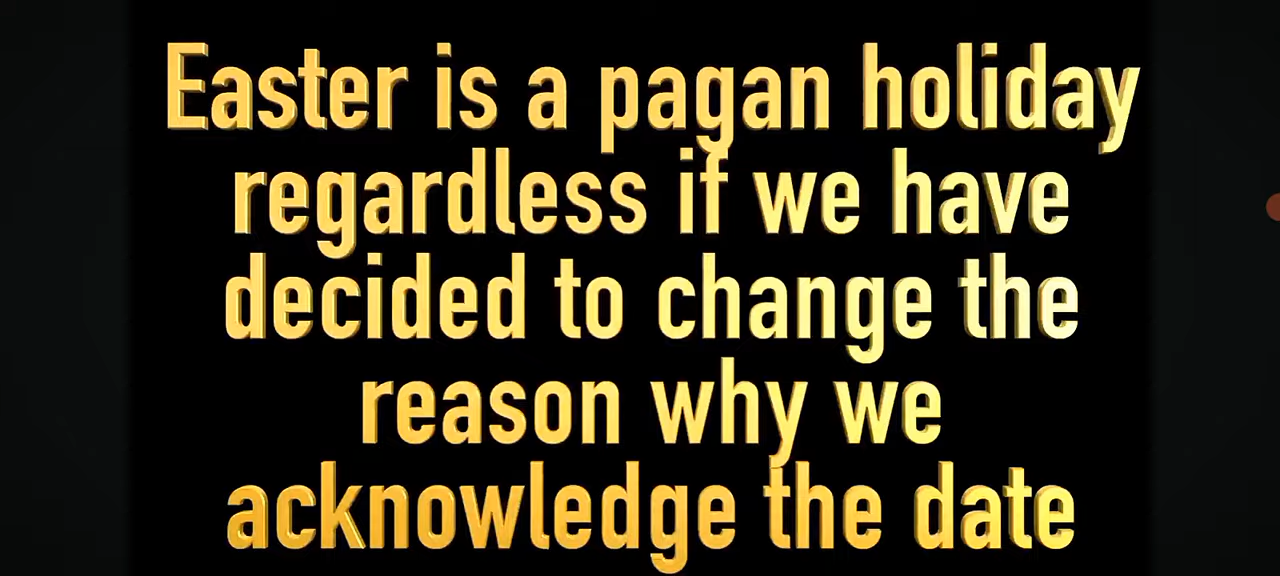 Easter is a pagan holiday
regardless if we have
decided to change the
reason why we
acknowledge the date